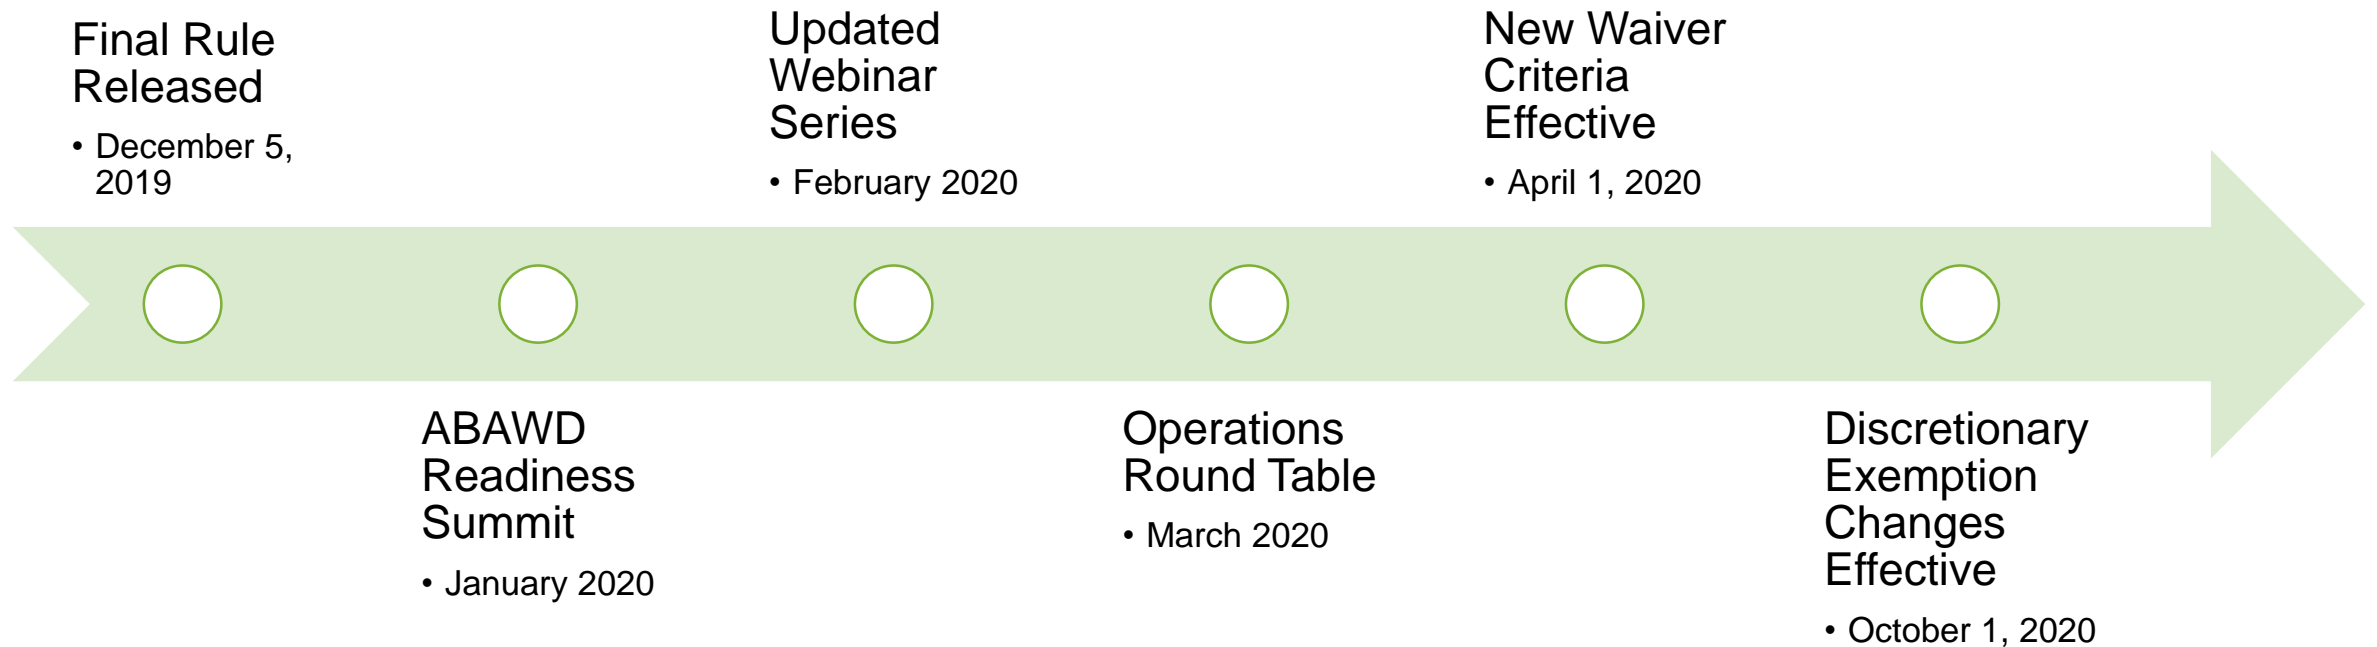 Final Rule
Released
• December 5,
2019
ABAWD
Readiness
Summit
• January 2020
Updated
Webinar
Series
• February 2020
Operations
Round Table
• March 2020
New Waiver
Criteria
Effective
• April 1, 2020
Discretionary
Exemption
Changes
Effective
• October 1, 2020